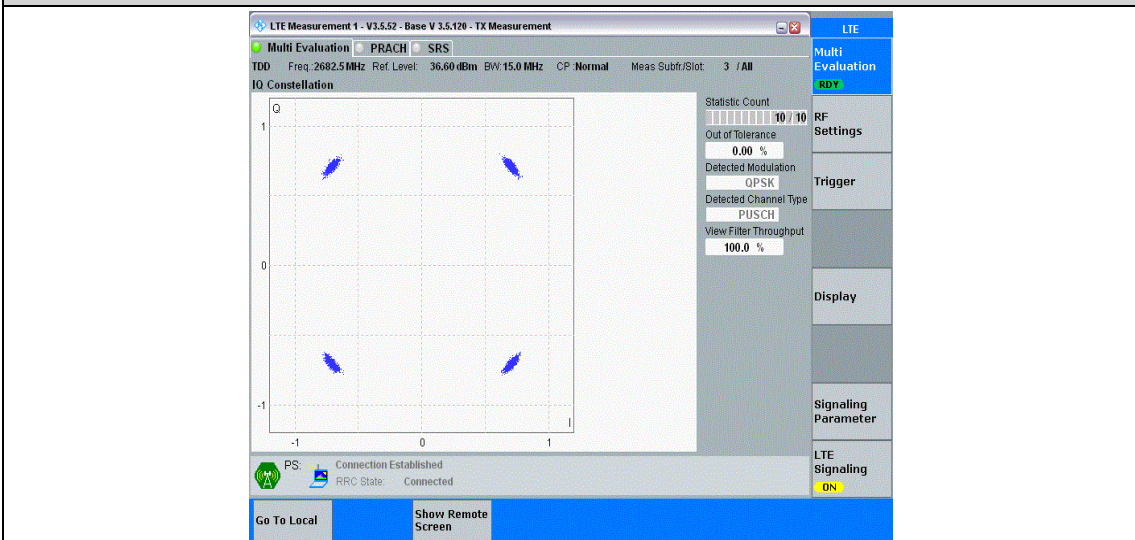 LTE Measurement 1 - V3.5.52 - Base V 3.5.120 - TX Measurement
LTE
Multi Evaluation PRACH SRS
TDD Freq.:2682.5 MHz Ref. Level: 36.60 dBm BW:15.0 MHz CP :Normal Meas Subfr./Slot: 3 / All
IQ Constellation
Q
1
0
-1
I
-1 0 1
Statistic Count
10 / 10
Out of Tolerance
0.00 %
Detected Modulation
QPSK
Detected Channel Type
PUSCH
View Filter Throughput
100.0 %
Multi
Evaluation
RDY
RF
Settings
Trigger
Display
Signaling
Parameter
LTE
Signaling
ON
PS: Connection Established
RRC State: Connected
Go To Local
Show Remote
Screen